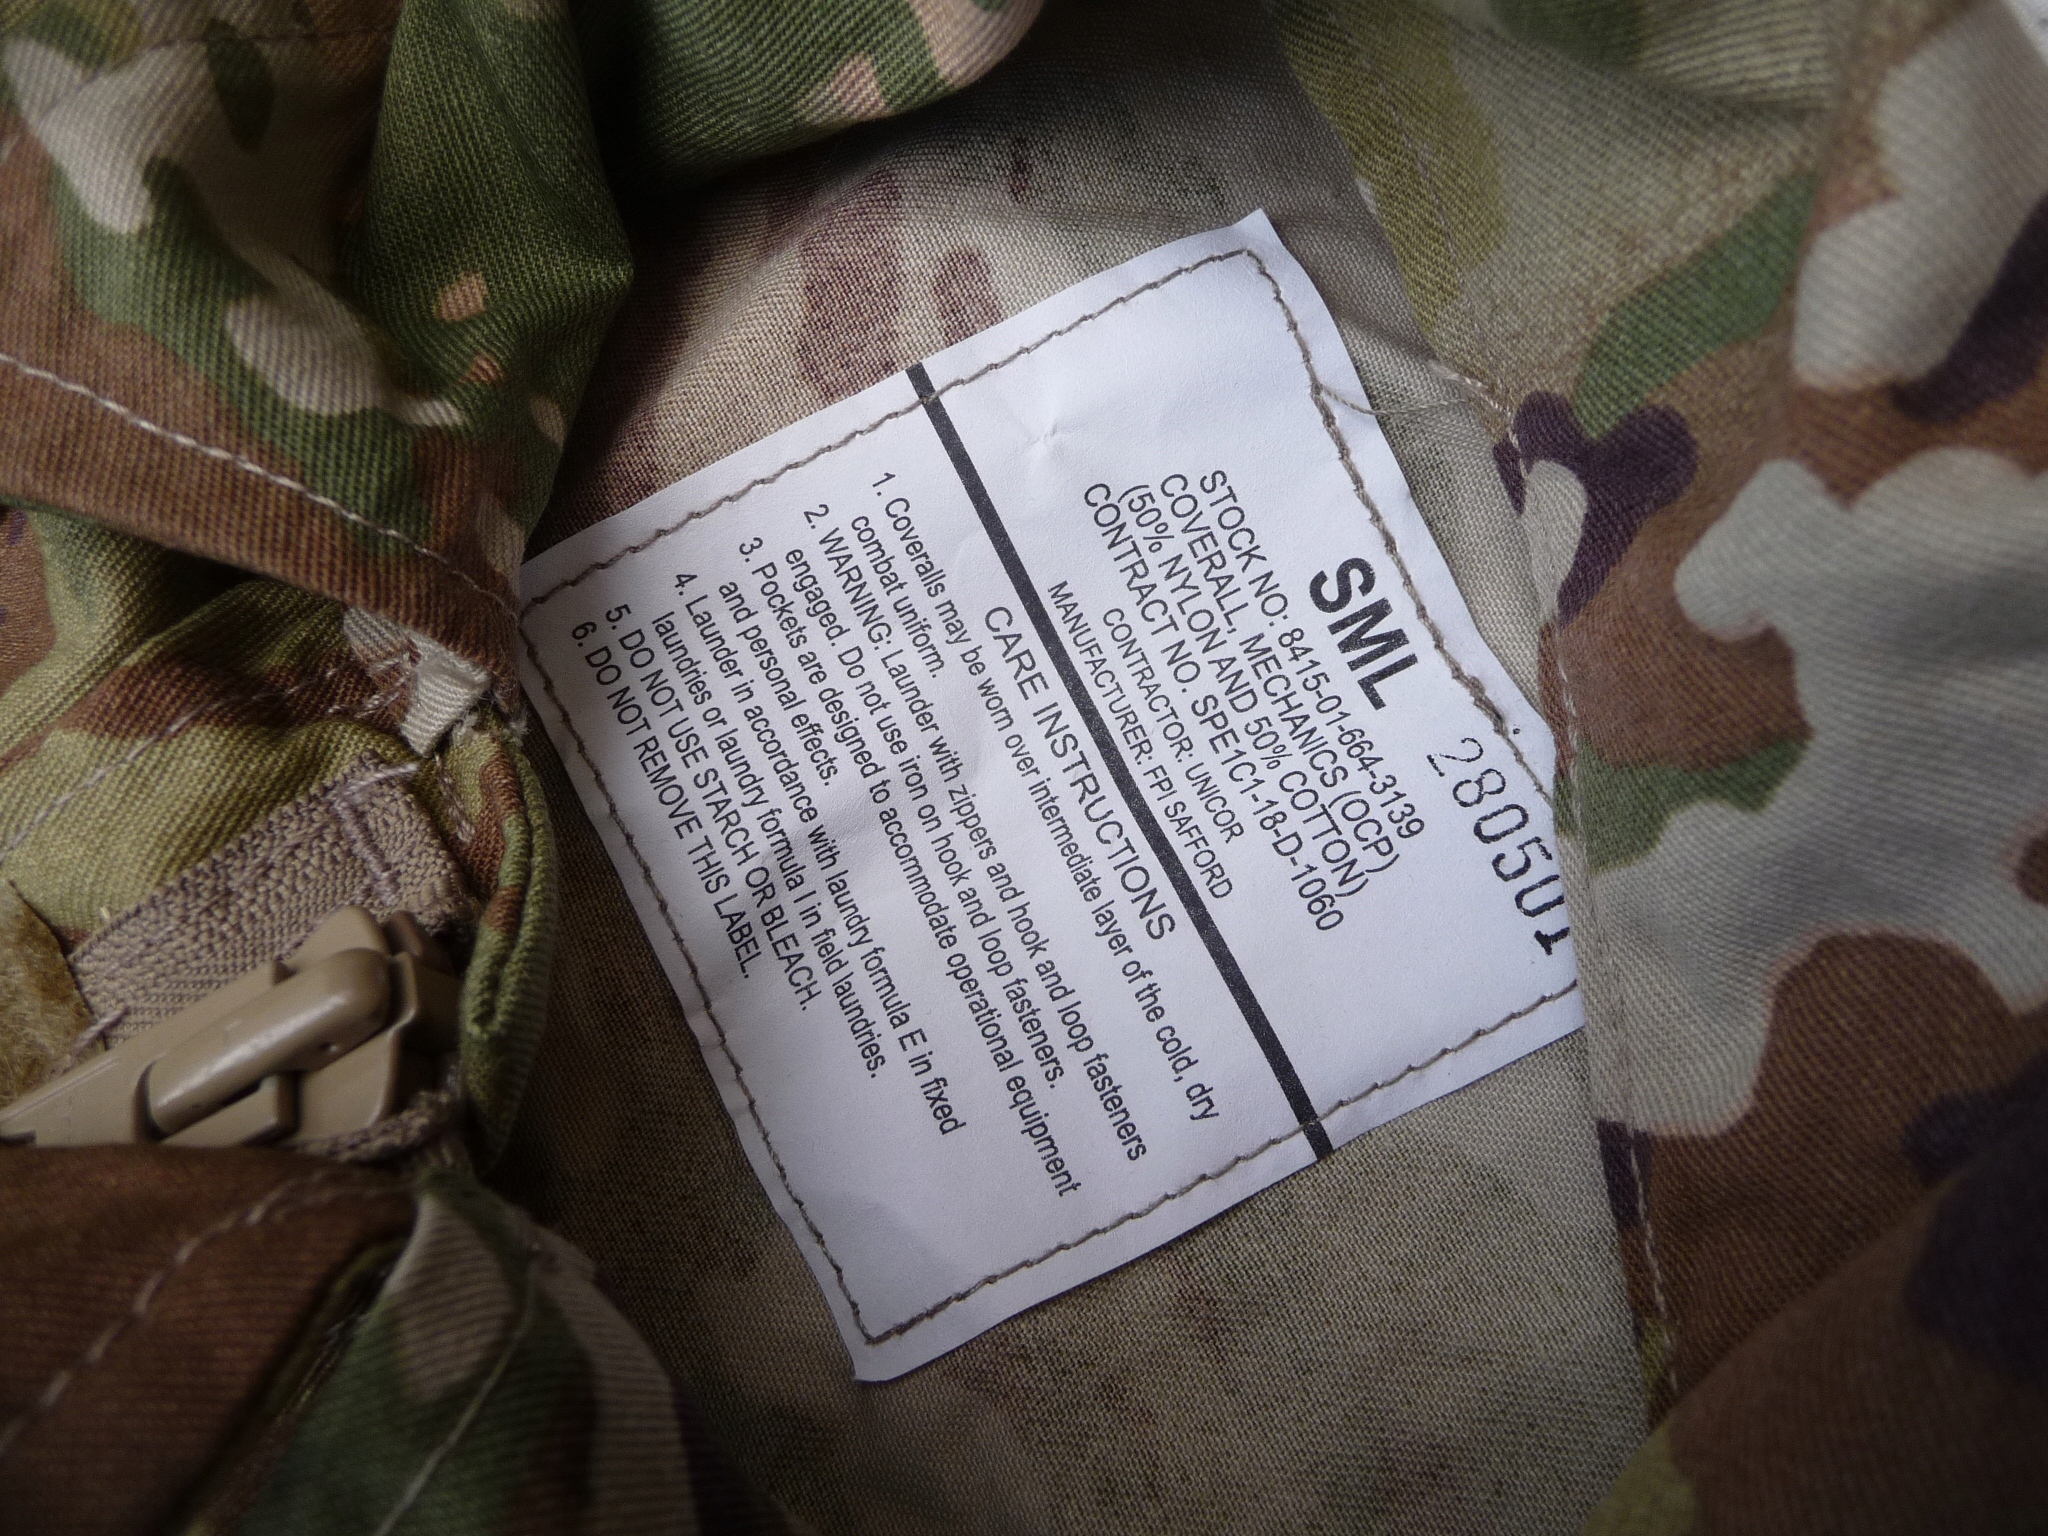 280501
SML
STOCK NO: 8415-01-664-3139
COVERALL, MECHANICS (OCP)
(50% NYLON AND 50% COTTON)
CONTRACT NO. SPE1C1-18-D-1060
CONTRACTOR: UNICOR
MANUFACTURER: FPI SAFFORD
CARE INSTRUCTIONS
1. Coveralls may be worn over intermediate layer of the cold, dry
combat uniform.
2. WARNING: Launder with zippers and hook and loop fasteners
engaged. Do not use iron on hook and loop fasteners.
3. Pockets are designed to accommodate operational equipment
and personal effects.
4. Launder in accordance with laundry formula E in fixed
laundries or laundry formula I in field laundries.
5. DO NOT USE STARCH OR BLEACH.
6. DO NOT REMOVE THIS LABEL.